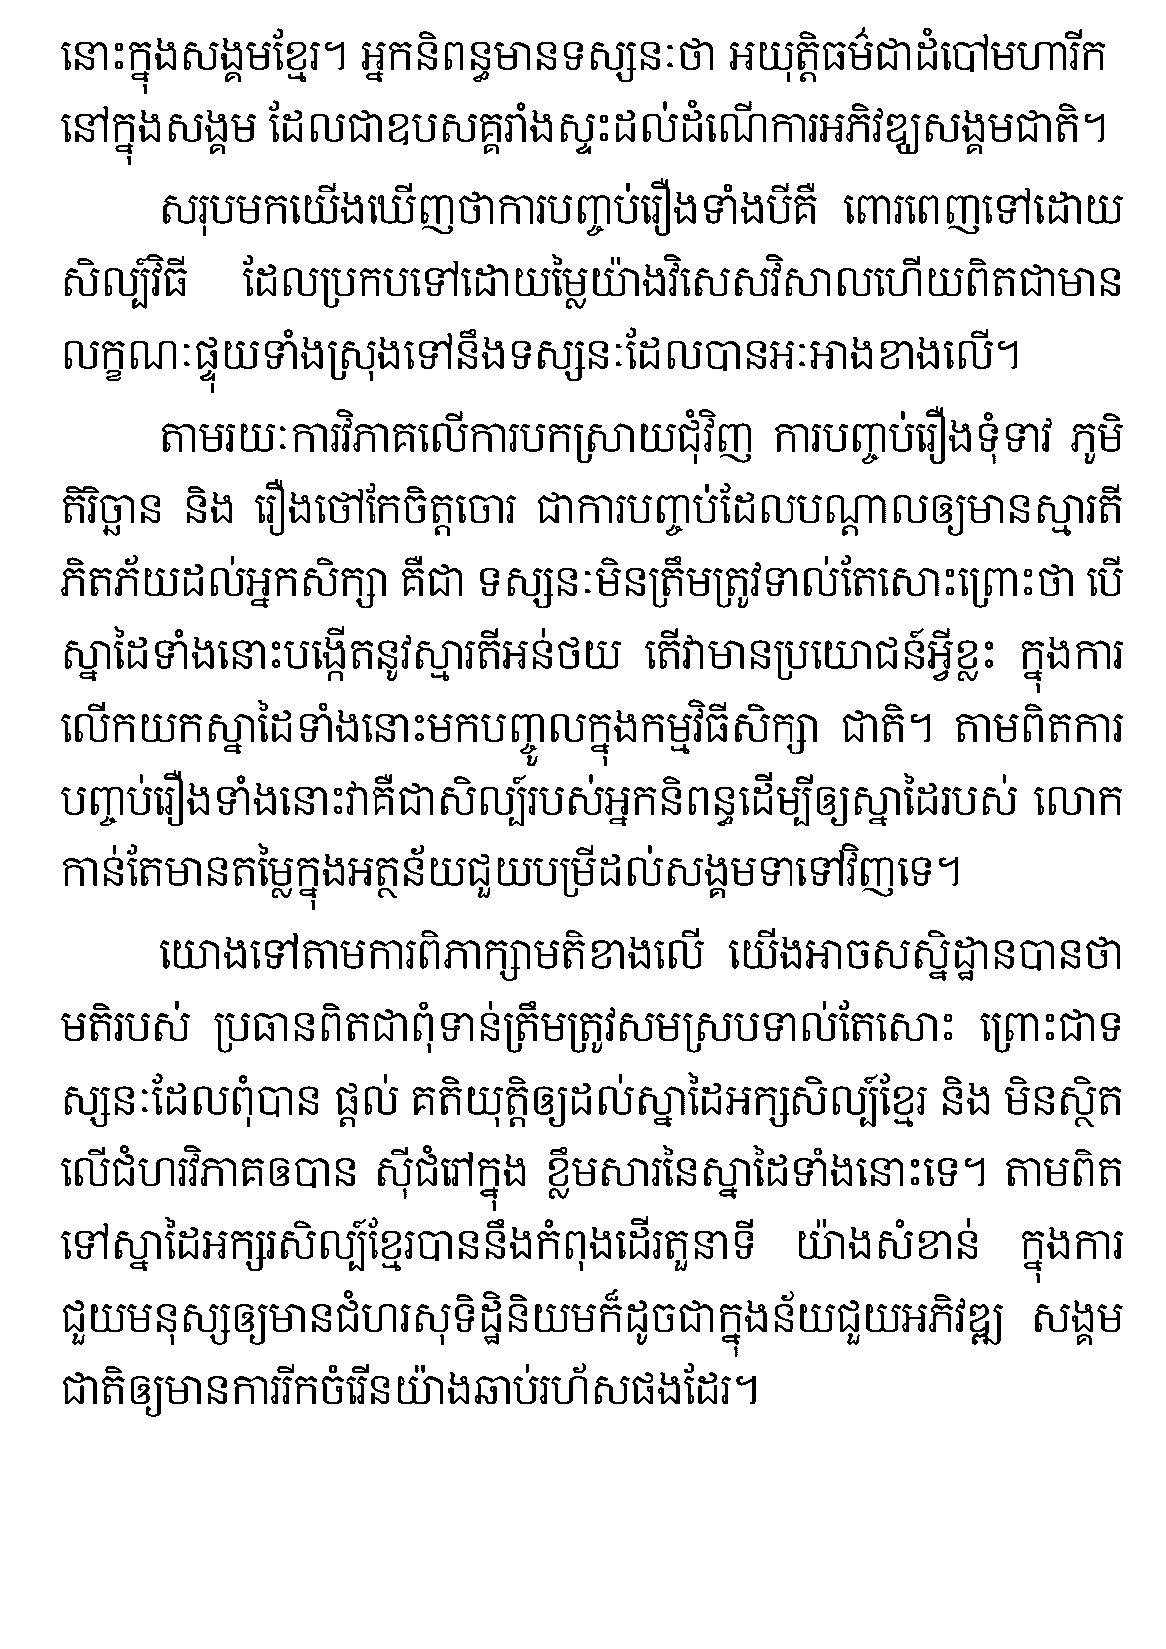 នោះក្នុងសង្គមខ្មែរ។ អ្នកនិពន្ធមានទស្សនៈថា អយុត្តិធម៌ជាដំបៅមហារីក
នៅក្នុងសង្គម ដែលជាឧបសគ្គរាំងស្ទះដល់ដំណើការអភិវឌ្ឍសង្គមជាតិ។
សរុបមកយើងឃើញថាការបញ្ចប់រឿងទាំងបីគឺ ពោរពេញទៅដោយ
សិល្ប៍វិធី ដែលប្រកបទៅដោយម្លៃយ៉ាងវិសេសវិសាលហើយពិតជាមាន
លក្ខណៈផ្ទុយទាំងស្រុងទៅនឹងទស្សនៈដែលបានអៈអាងខាងលើ។
តាមរយៈការវិភាគលើការបកស្រាយជុំវិញ ការបញ្ចប់រឿងទុំទាវ ភូមិ
តិរិច្ឆាន និង រឿងថៅកែចិត្តចោរ ជាការបញ្ចប់ដែលបណ្ដាលឲ្យមានស្មារតី
ភិតភ័យដល់អ្នកសិក្សា គឺជា ទស្សនៈមិនត្រឹមត្រូវទាល់តែសោះព្រោះថា បើ
ស្នាដៃទាំងនោះបង្កើតនូវស្មារតីអន់ថយ តើវាមានប្រយោជន៍អ្វីខ្លះ ក្នុងការ
លើកយកស្នាដៃទាំងនោះមកបញ្ចូលក្នុងកម្មវិធីសិក្សា ជាតិ។ តាមពិតការ
បញ្ចប់រឿងទាំងនោះវាគឺជាសិល្ប៍របស់អ្នកនិពន្ធដើម្បីឲ្យស្នាដៃរបស់ លោក
កាន់តែមានតម្លៃក្នុងអត្ថន័យជួយបម្រើដល់សង្គមទាទៅវិញទេ។
យោងទៅតាមការពិភាក្សាមតិខាងលើ យើងអាចសស្និដ្ឋានបានថា
មតិរបស់ ប្រធានពិតជាពុំទាន់ត្រឹមត្រូវសមស្របទាល់តែសោះ ព្រោះជាទ
ស្សនៈដែលពុំបាន ផ្ដល់ គតិយុត្តិឲ្យដល់ស្នាដៃអក្សសិល្ប៍ខ្មែរ និង មិនស្ថិត
លើជំហរវិភាគឲបាន ស៊ីជំរៅក្នុង ខ្លឹមសារនៃស្នាដៃទាំងនោះទេ។ តាមពិត
ទៅស្នាដៃអក្សរសិល្ប៍ខ្មែរបាននឹងកំពុងដើរតួនាទី យ៉ាងសំខាន់ ក្នុងការ
ជួយមនុស្សឲ្យមានជំហរសុទិដ្ឋិនិយមក៏ដូចជាក្នុងន័យជួយអភិវឌ្ឍ សង្គម
ជាតិឲ្យមានការរីកចំរើនយ៉ាងឆាប់រហ័សផងដែរ។